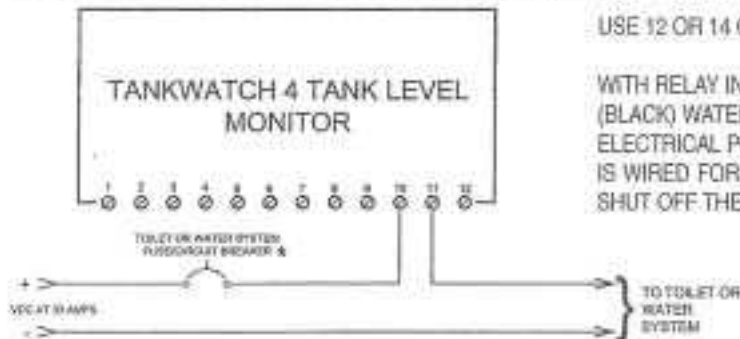 TANKWATCH 4 TANK LEVEL
MONITOR
1 2 3 4 5 6 7 8 9 10 11 12
TOILET OR WATER SYSTEM
FUSE/CIRCUIT BREAKER
+
VDC AT AMPS
-
TO TOILET OR
WATER
SYSTEM
USE 12 OR 14
WITH RELAY IN
(BLACK) WATER
ELECTRICAL P
IS WIRED FOR
SHUT OFF THE